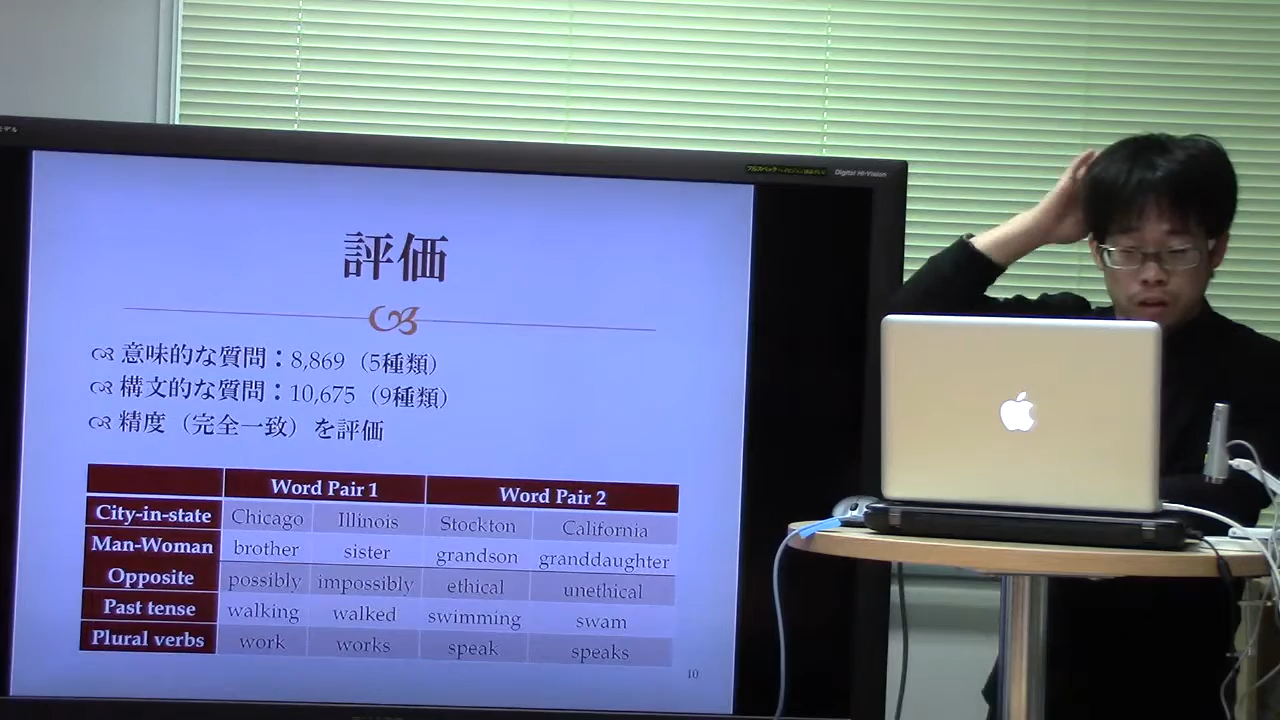 モデル
Digital Hi-Vision
評価
意味的な質問：8,869（5種類）
構文的な質問：10,675（9種類）
精度（完全一致）を評価
Word Pair 1 Word Pair 2
City-in-state Chicago Illinois Stockton California
Man-Woman brother sister grandson granddaughter
Opposite possibly impossibly ethical unethical
Past tense walking walked swimming swam
Plural verbs work works speak speaks
10